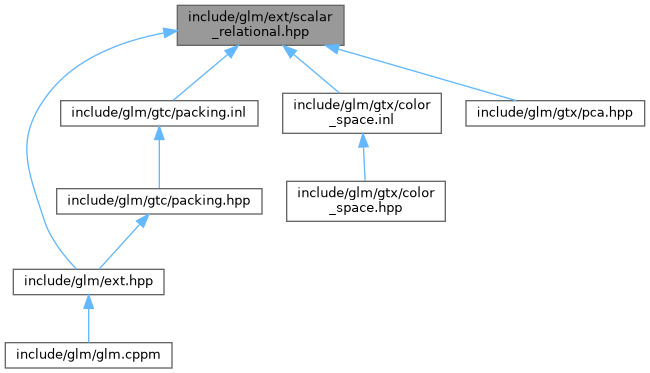 include/glm/ext/scalar
_relational.hpp
include/glm/gtc/packing.inl
include/glm/gtx/color
_space.inl
include/glm/gtx/pca.hpp
include/glm/gtc/packing.hpp
include/glm/gtx/color
_space.hpp
include/glm/ext.hpp
include/glm/glm.cppm